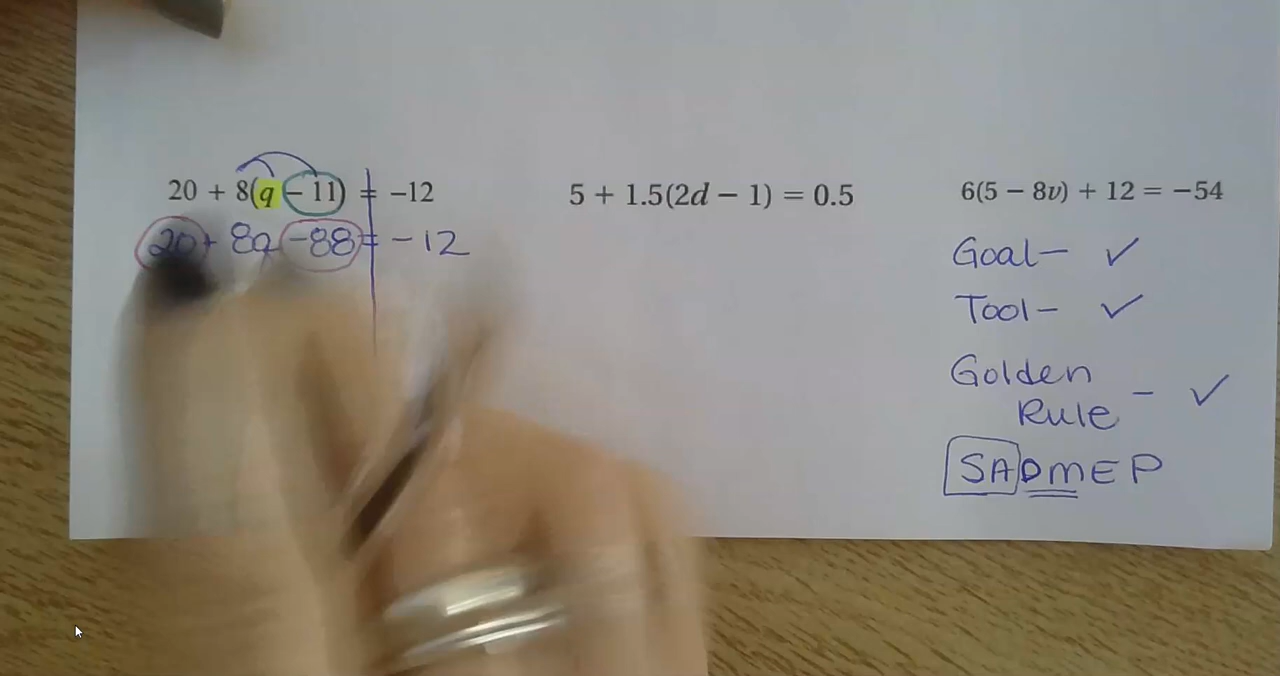 20 + 8(q − 11) = −12
20 + 8q − 88 = −12
5 + 1.5(2d − 1) = 0.5
6(5 − 8v) + 12 = −54
Goal — ✓
Tool — ✓
Golden
Rule — ✓
SADMEP